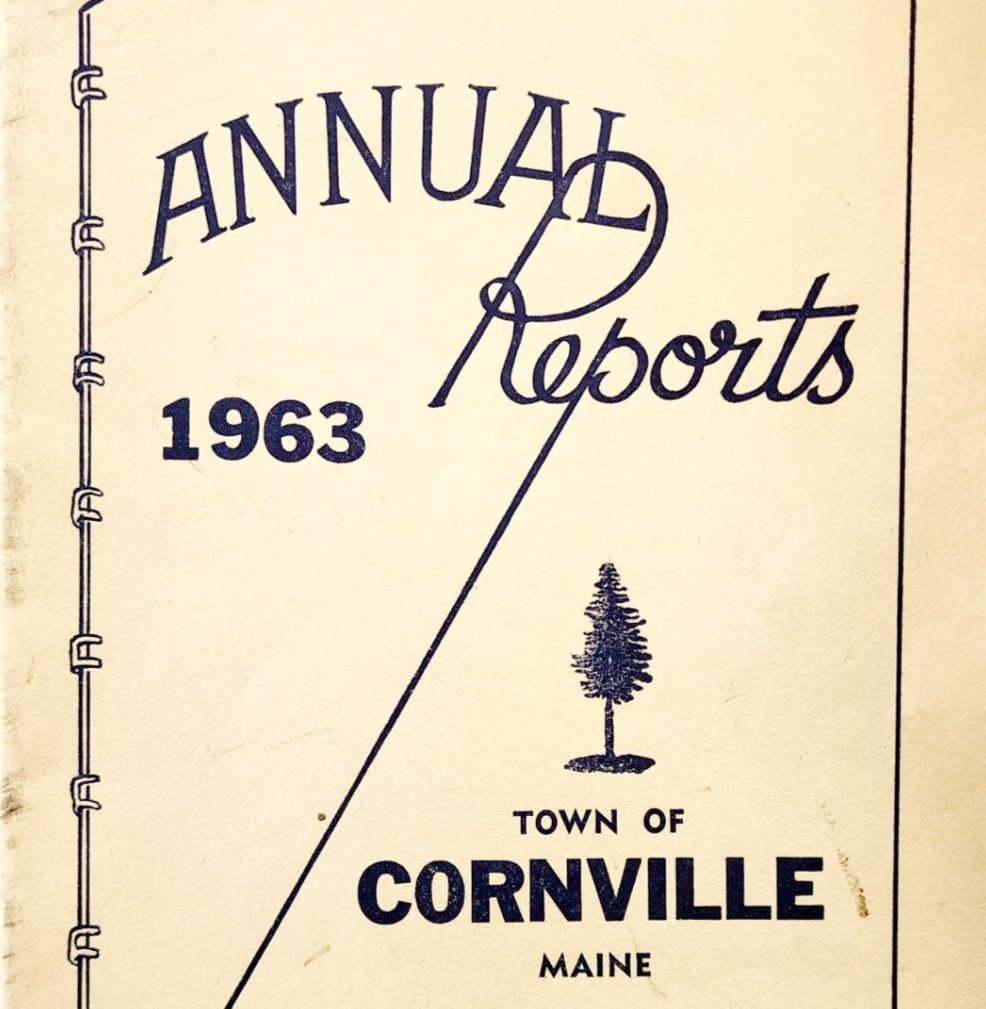 ANNUAL
Reports
1963
TOWN OF
CORNVILLE
MAINE